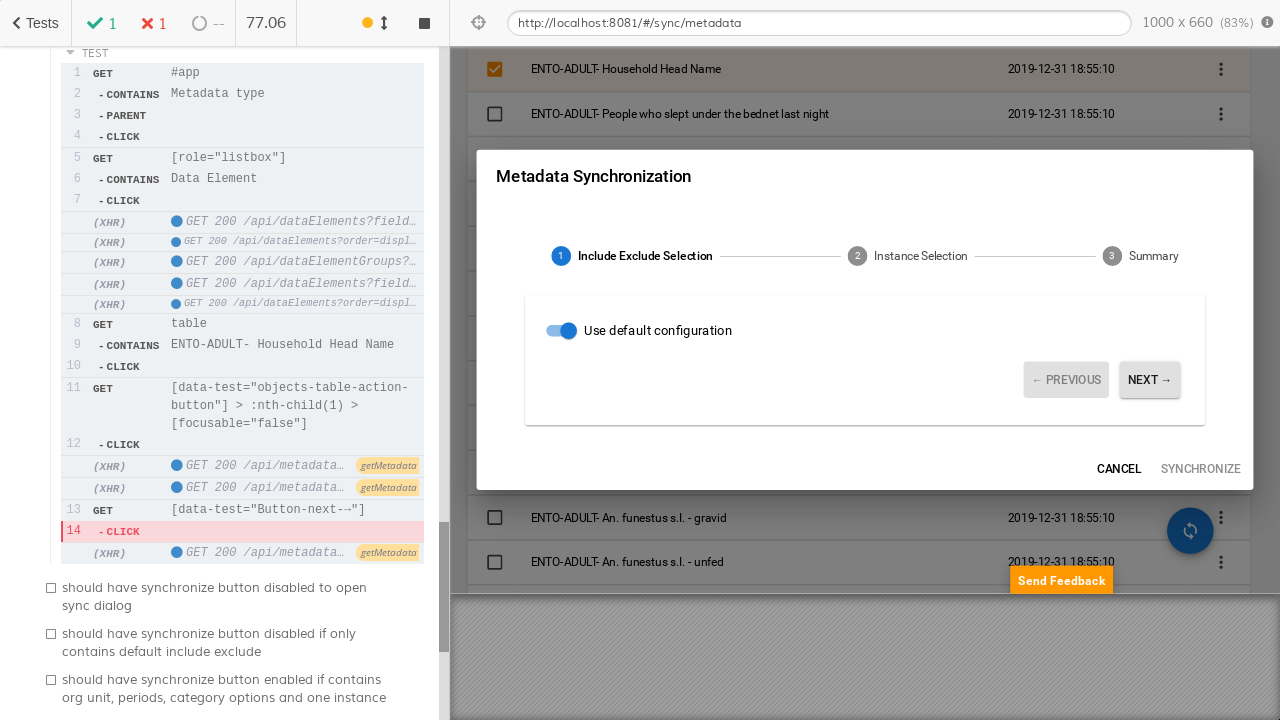 Tests
1
1
--
77.06
http://localhost:8081/#/sync/metadata
1000 x 660 (83%)
TEST
1 GET #app
2 -CONTAINS Metadata type
3 -PARENT
4 -CLICK
5 GET [role="listbox"]
6 -CONTAINS Data Element
7 -CLICK
(XHR) GET 200 /api/dataElements?field…
(XHR) GET 200 /api/dataElements?order=displ…
(XHR) GET 200 /api/dataElementGroups?…
(XHR) GET 200 /api/dataElements?field…
(XHR) GET 200 /api/dataElements?order=displ…
8 GET table
9 -CONTAINS ENTO-ADULT- Household Head Name
10 -CLICK
11 GET [data-test="objects-table-action-
button"] > :nth-child(1) >
[focusable="false"]
12 -CLICK
(XHR) GET 200 /api/metadata… getMetadata
(XHR) GET 200 /api/metadata… getMetadata
13 GET [data-test="Button-next-→"]
14 -CLICK
(XHR) GET 200 /api/metadata… getMetadata
should have synchronize button disabled to open
sync dialog
should have synchronize button disabled if only
contains default include exclude
should have synchronize button enabled if contains
org unit, periods, category options and one instance
ENTO-ADULT- Household Head Name 2019-12-31 18:55:10
ENTO-ADULT- People who slept under the bednet last night 2019-12-31 18:55:10
Metadata Synchronization
1 Include Exclude Selection 2 Instance Selection 3 Summary
Use default configuration
← PREVIOUS NEXT →
CANCEL SYNCHRONIZE
ENTO-ADULT- An. funestus s.l. - gravid 2019-12-31 18:55:10
ENTO-ADULT- An. funestus s.l. - unfed 2019-12-31 18:55:10
Send Feedback